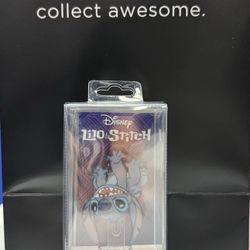 collect awesome.
Disney
LILO & STITCH